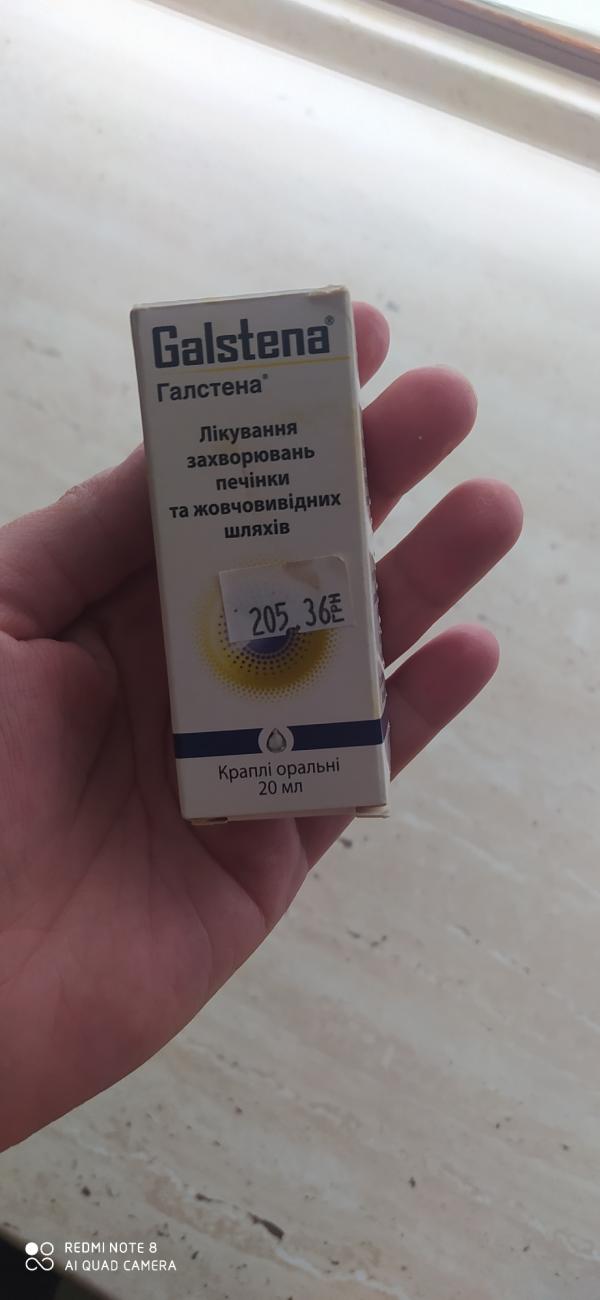 Galstena®
Галстена®
Лікування
захворювань
печінки
та жовчовивідних
шляхів
205.36 ГРН
Краплі оральні
20 мл
REDMI NOTE 8
AI QUAD CAMERA